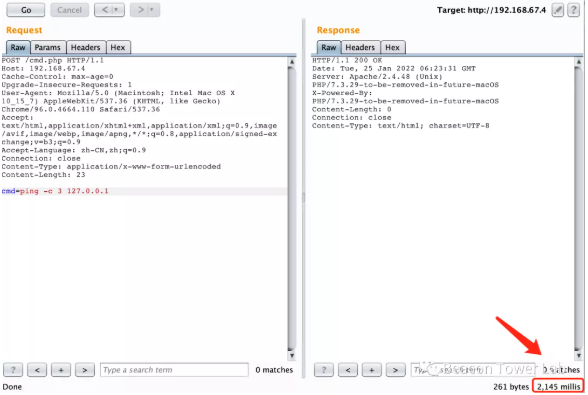 Go
Cancel
< | ▾
> | ▾
Target: http://192.168.67.4
?
Request
Raw
Params
Headers
Hex
POST /cmd.php HTTP/1.1
Host: 192.168.67.4
Cache-Control: max-age=0
Upgrade-Insecure-Requests: 1
User-Agent: Mozilla/5.0 (Macintosh; Intel Mac OS X
10_15_7) AppleWebKit/537.36 (KHTML, like Gecko)
Chrome/96.0.4664.110 Safari/537.36
Accept:
text/html,application/xhtml+xml,application/xml;q=0.9,image
/avif,image/webp,image/apng,*/*;q=0.8,application/signed-ex
change;v=b3;q=0.9
Accept-Language: zh-CN,zh;q=0.9
Connection: close
Content-Type: application/x-www-form-urlencoded
Content-Length: 23
cmd=ping -c 3 127.0.0.1
? < + >
Type a search term
0 matches
Response
Raw
Headers
Hex
HTTP/1.1 200 OK
Date: Tue, 25 Jan 2022 06:23:31 GMT
Server: Apache/2.4.48 (Unix)
PHP/7.3.29-to-be-removed-in-future-macOS
X-Powered-By:
PHP/7.3.29-to-be-removed-in-future-macOS
Content-Length: 0
Connection: close
Content-Type: text/html; charset=UTF-8
? < + >
0 matches
Done
261 bytes | 2,145 millis